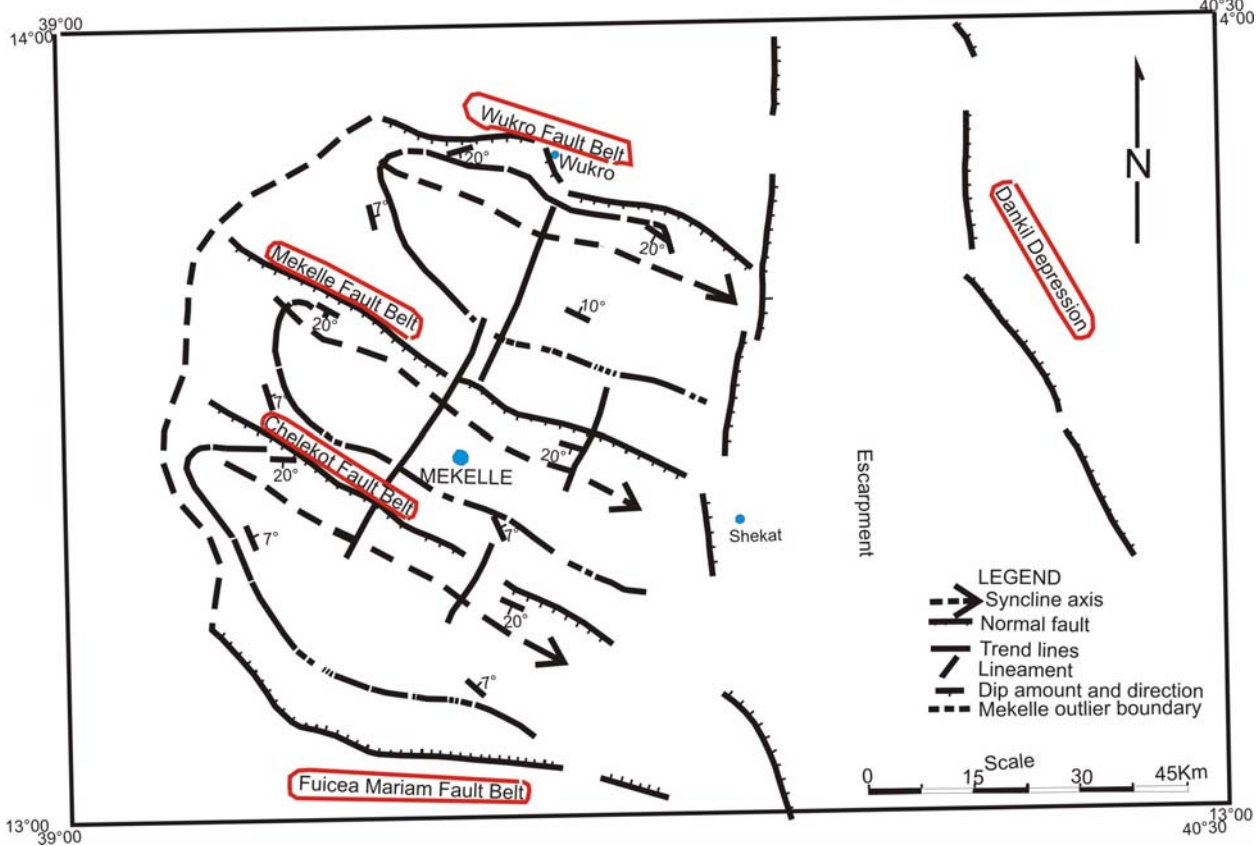 39°00
40°30
14°00
4°00
Wukro Fault Belt
Wukro
20°
N
7°
20°
Dankil Depression
Mekelle Fault Belt
10°
20°
7°
Chelekot Fault Belt
20°
MEKELLE
20°
Escarpment
7°
7°
Shekat
20°
LEGEND
Syncline axis
Normal fault
Trend lines
Lineament
Dip amount and direction
Mekelle outlier boundary
7°
Scale
0 15 30 45Km
Fuicea Mariam Fault Belt
13°00
39°00
13°00
40°30